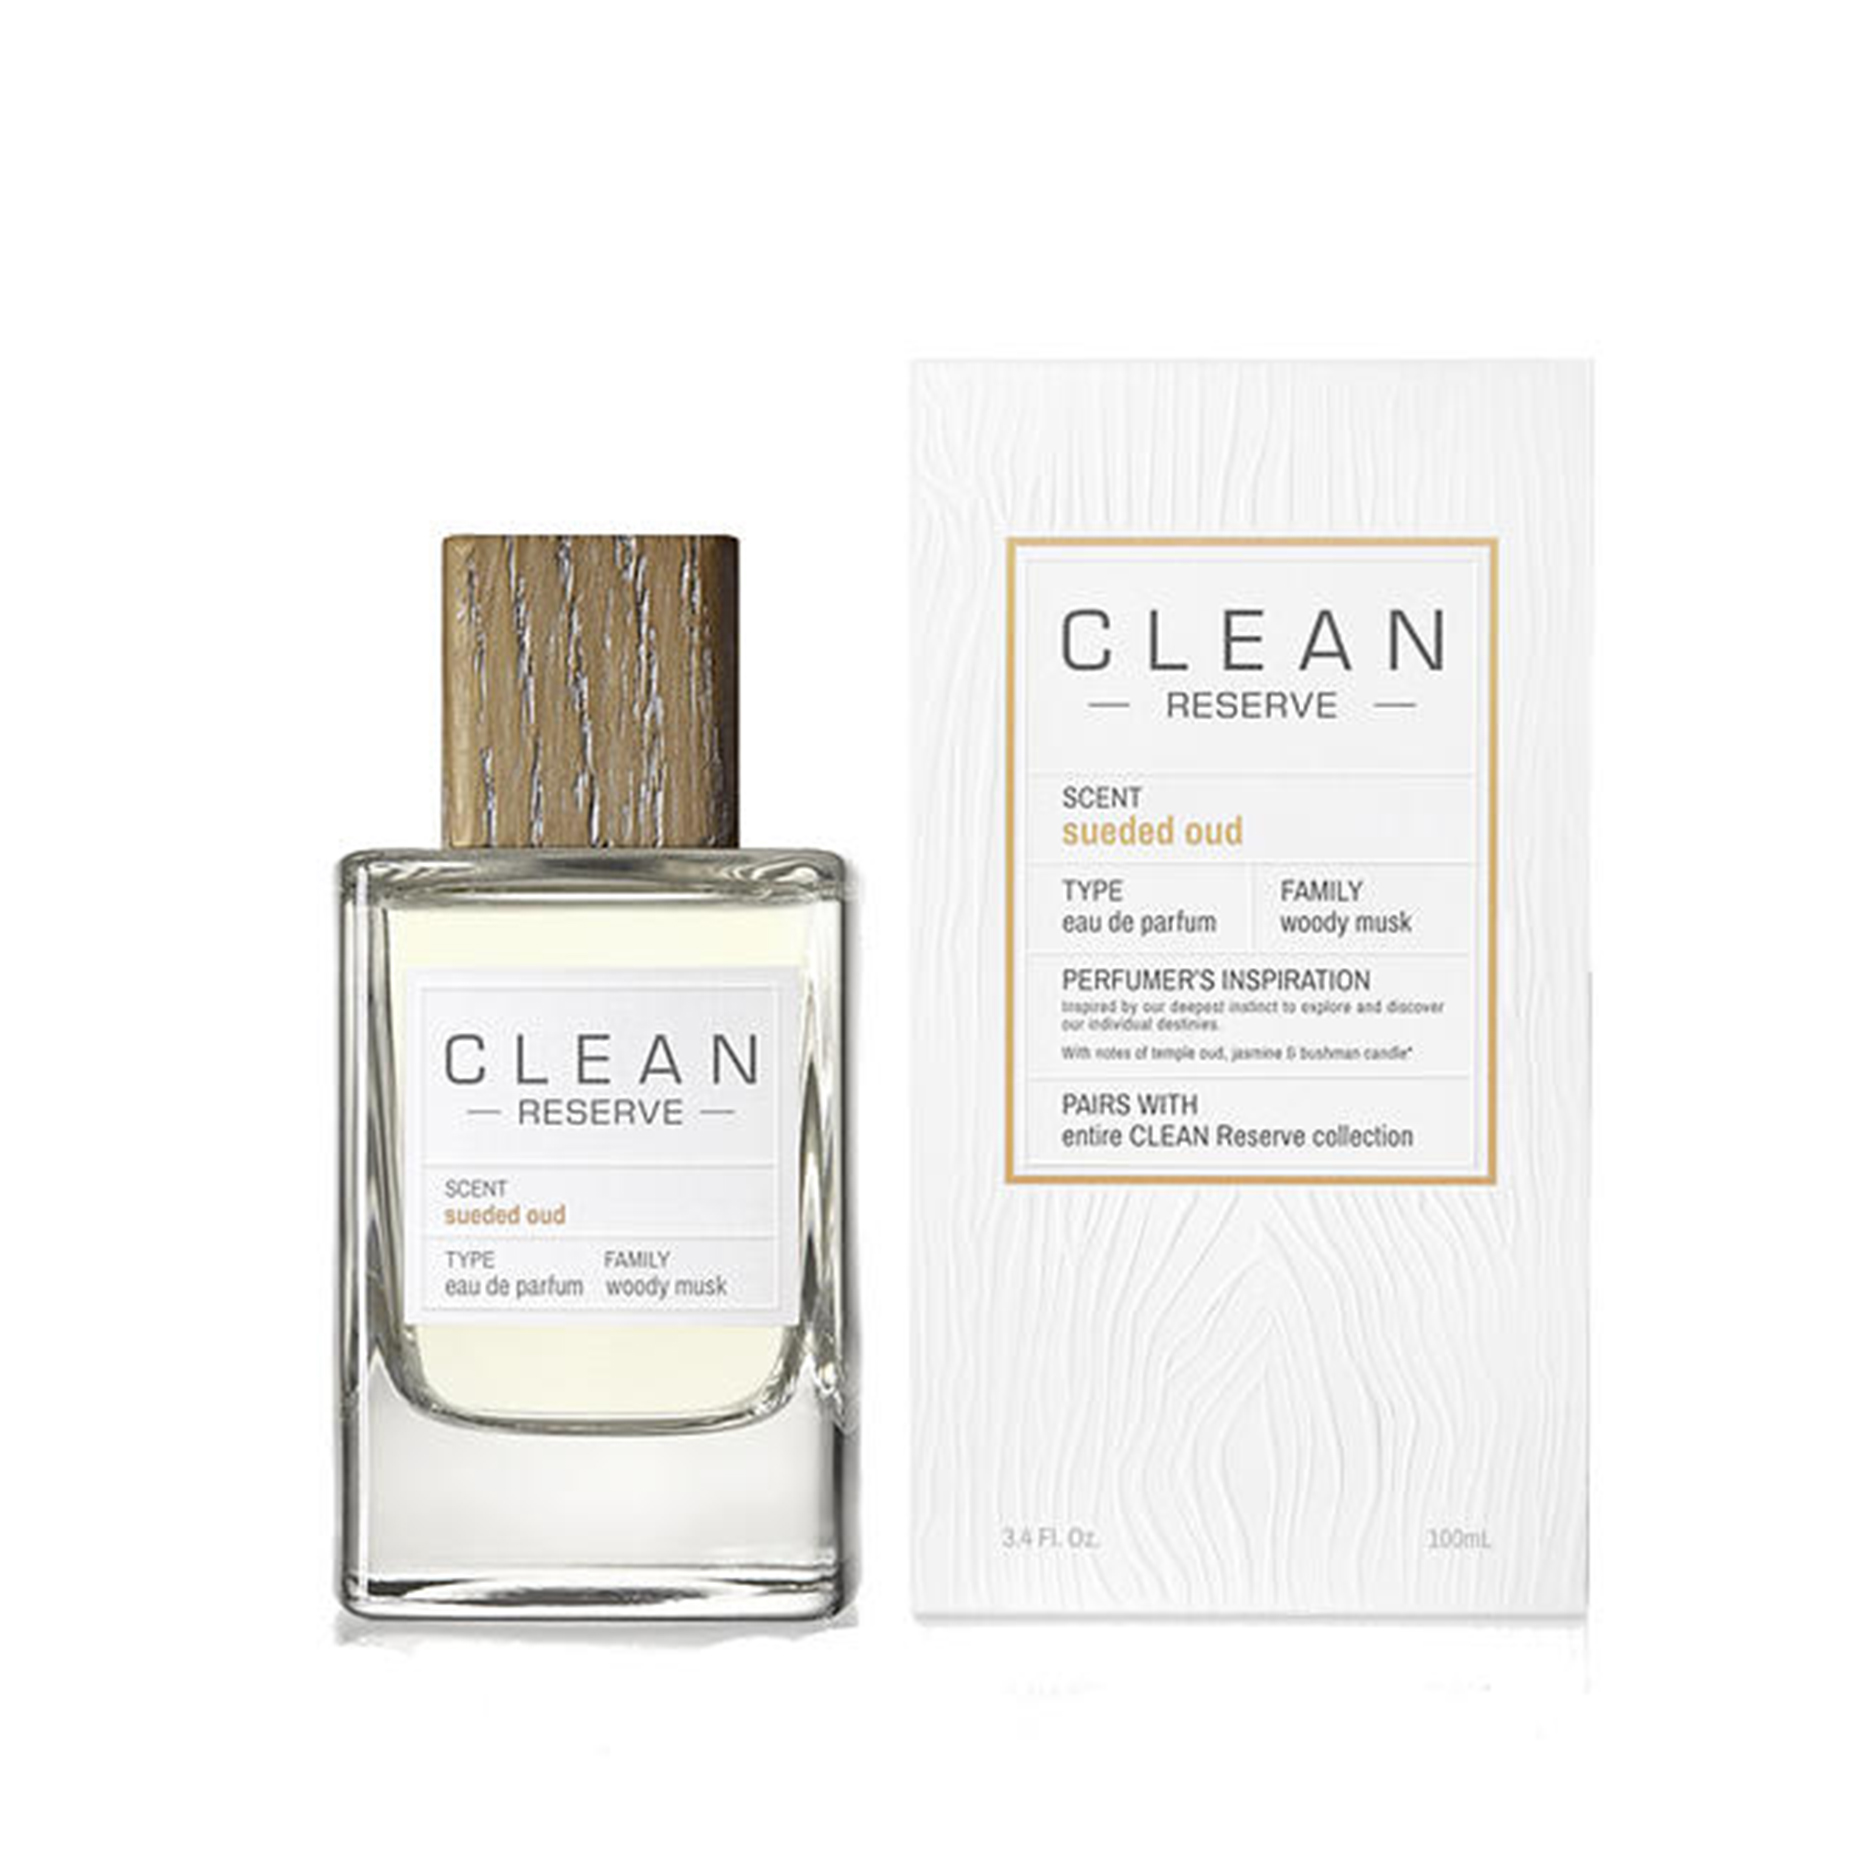 CLEAN
— RESERVE —
SCENT
sueded oud
TYPE FAMILY
eau de parfum woody musk
CLEAN
— RESERVE —
SCENT
sueded oud
TYPE FAMILY
eau de parfum woody musk
PERFUMER'S INSPIRATION
Inspired by our deepest instinct to explore and discover
our individual destinies.
With notes of temple oud, jasmine & bushman candle*
PAIRS WITH
entire CLEAN Reserve collection
3.4 Fl. Oz. 100mL